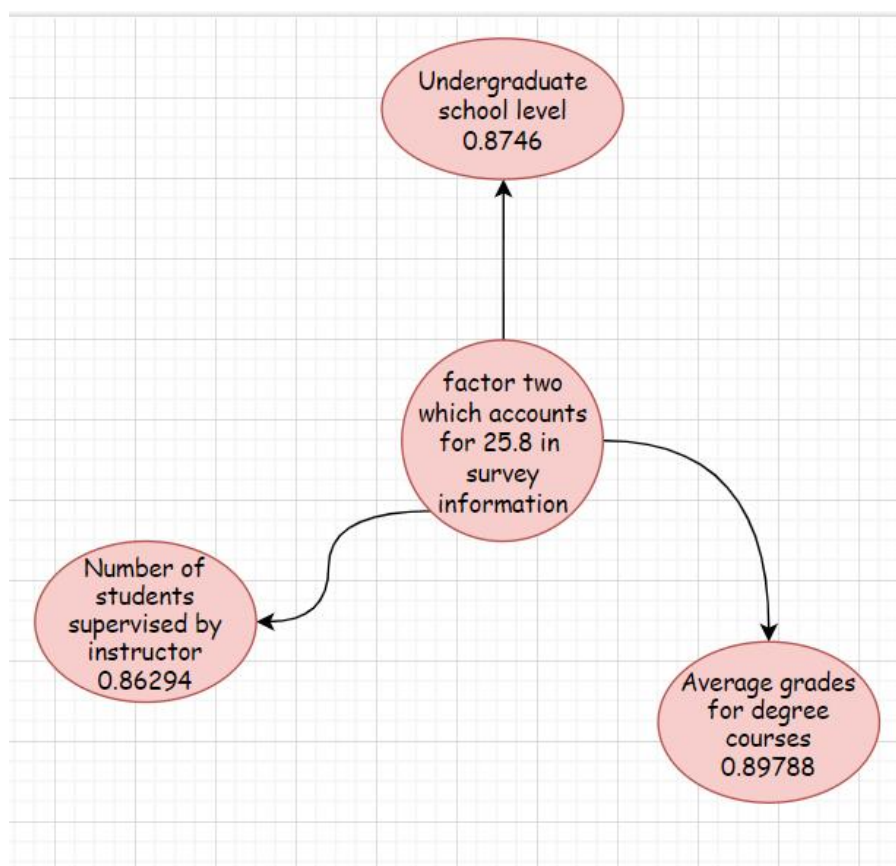 Undergraduate
school level
0.8746
factor two
which accounts
for 25.8 in
survey
information
Number of
students
supervised by
instructor
0.86294
Average grades
for degree
courses
0.89788